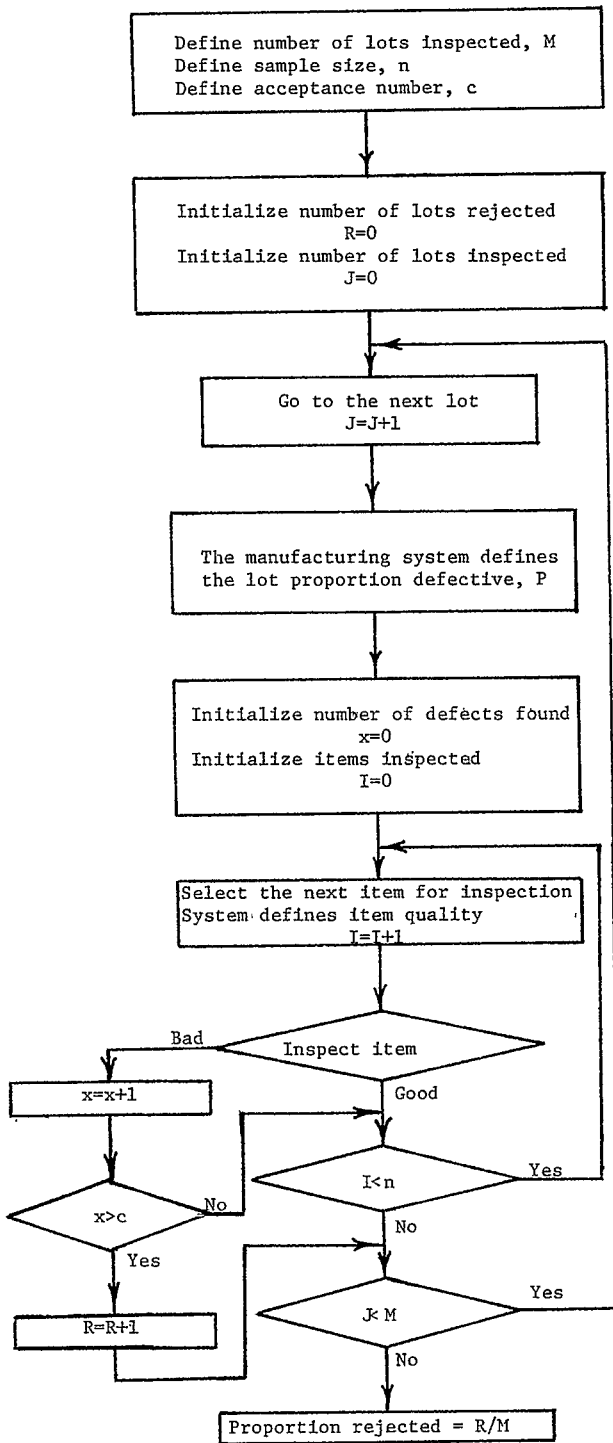 Define number of lots inspected, M
Define sample size, n
Define acceptance number, c
Initialize number of lots rejected
R=0
Initialize number of lots inspected
J=0
Go to the next lot
J=J+1
The manufacturing system defines
the lot proportion defective, P
Initialize number of defects found
x=0
Initialize items inspected
I=0
Select the next item for inspection
System defines item quality
I=I+1
Inspect item
Bad
Good
x=x+1
I<n
Yes
x>c
No
No
Yes
J<M
Yes
R=R+1
No
Proportion rejected = R/M